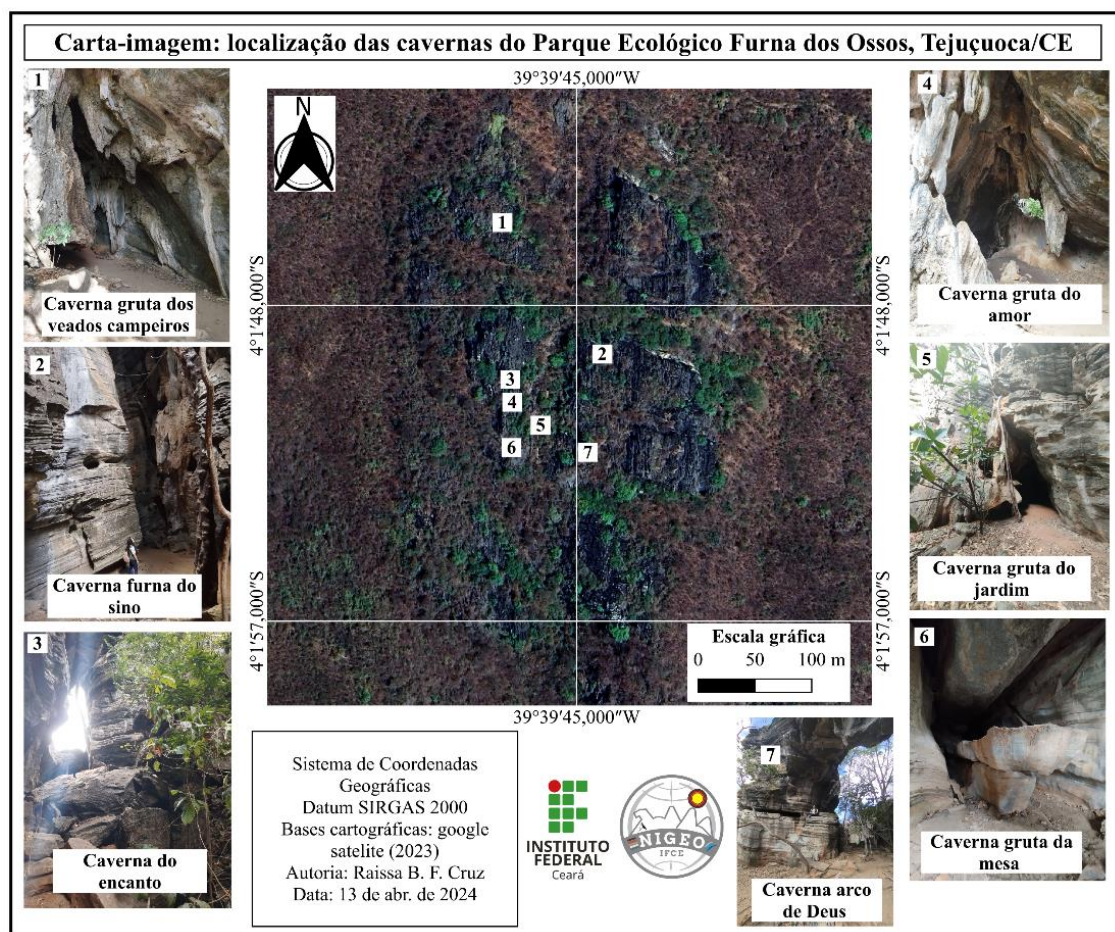 Carta-imagem: localização das cavernas do Parque Ecológico Furna dos Ossos, Tejuçuoca/CE
1
Caverna gruta dos
veados campeiros
2
Caverna furna do
sino
3
Caverna do
encanto
39°39'45,000"W
N
4°1'48,000"S
4°1'48,000"S
4°1'57,000"S
4°1'57,000"S
1
2
3
4
5
6
7
Escala gráfica
0 50 100 m
39°39'45,000"W
4
Caverna gruta do
amor
5
Caverna gruta do
jardim
6
Caverna gruta da
mesa
Sistema de Coordenadas
Geográficas
Datum SIRGAS 2000
Bases cartográficas: google
satelite (2023)
Autoria: Raissa B. F. Cruz
Data: 13 de abr. de 2024
INSTITUTO
FEDERAL
Ceará
NIGEO
IFCE
7
Caverna arco
de Deus